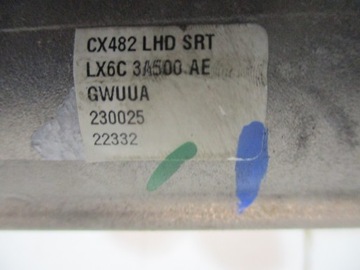 CX482 LHD SRT
LX6C 3A500 AE
GWUUA
230025
22332